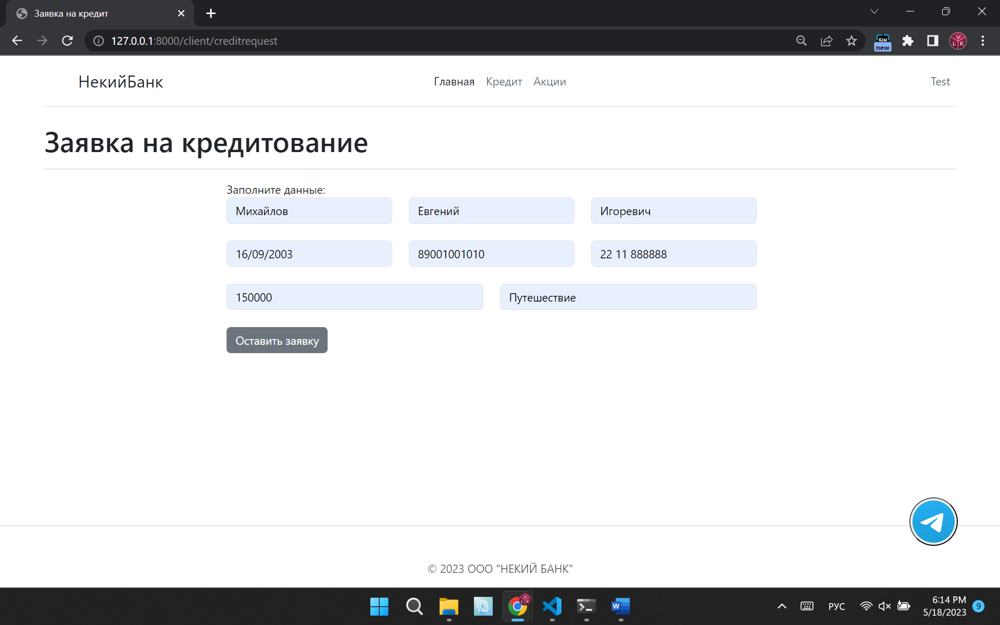 Заявка на кредит
127.0.0.1:8000/client/creditrequest
new
НекийБанк Главная Кредит Акции Test
Заявка на кредитование
Заполните данные:
Михайлов Евгений Игоревич
16/09/2003 89001001010 22 11 888888
150000 Путешествие
Оставить заявку
© 2023 ООО "НЕКИЙ БАНК"
РУС
6:14 PM
5/18/2023
9